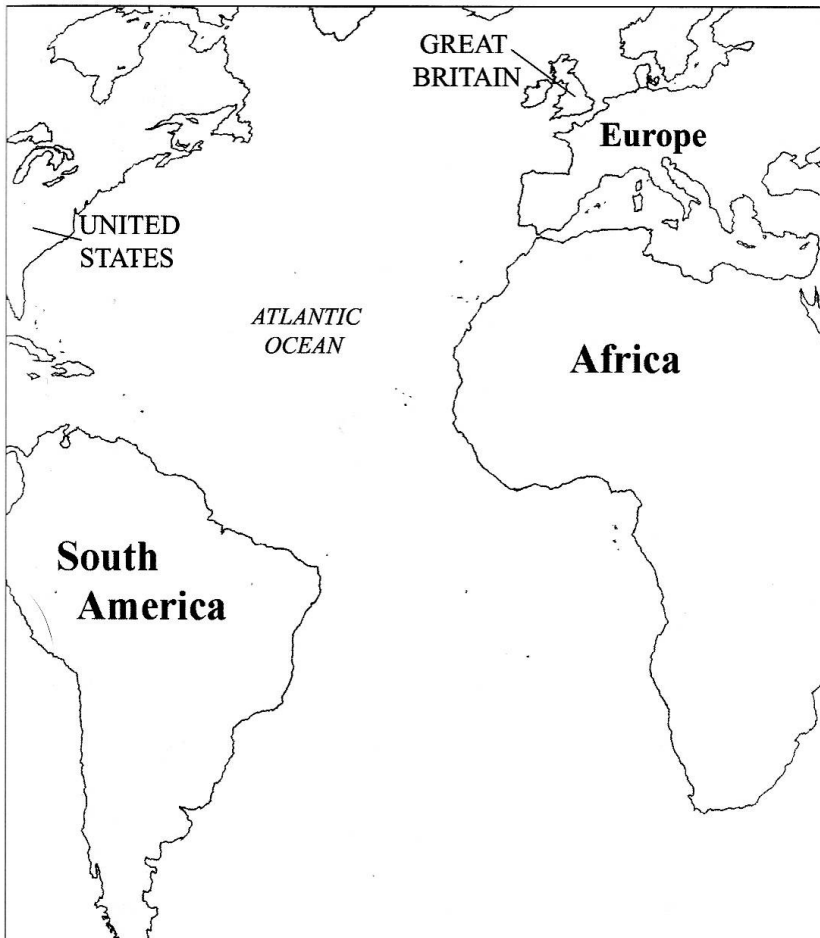 GREAT
BRITAIN
Europe
UNITED
STATES
ATLANTIC
OCEAN
Africa
South
America